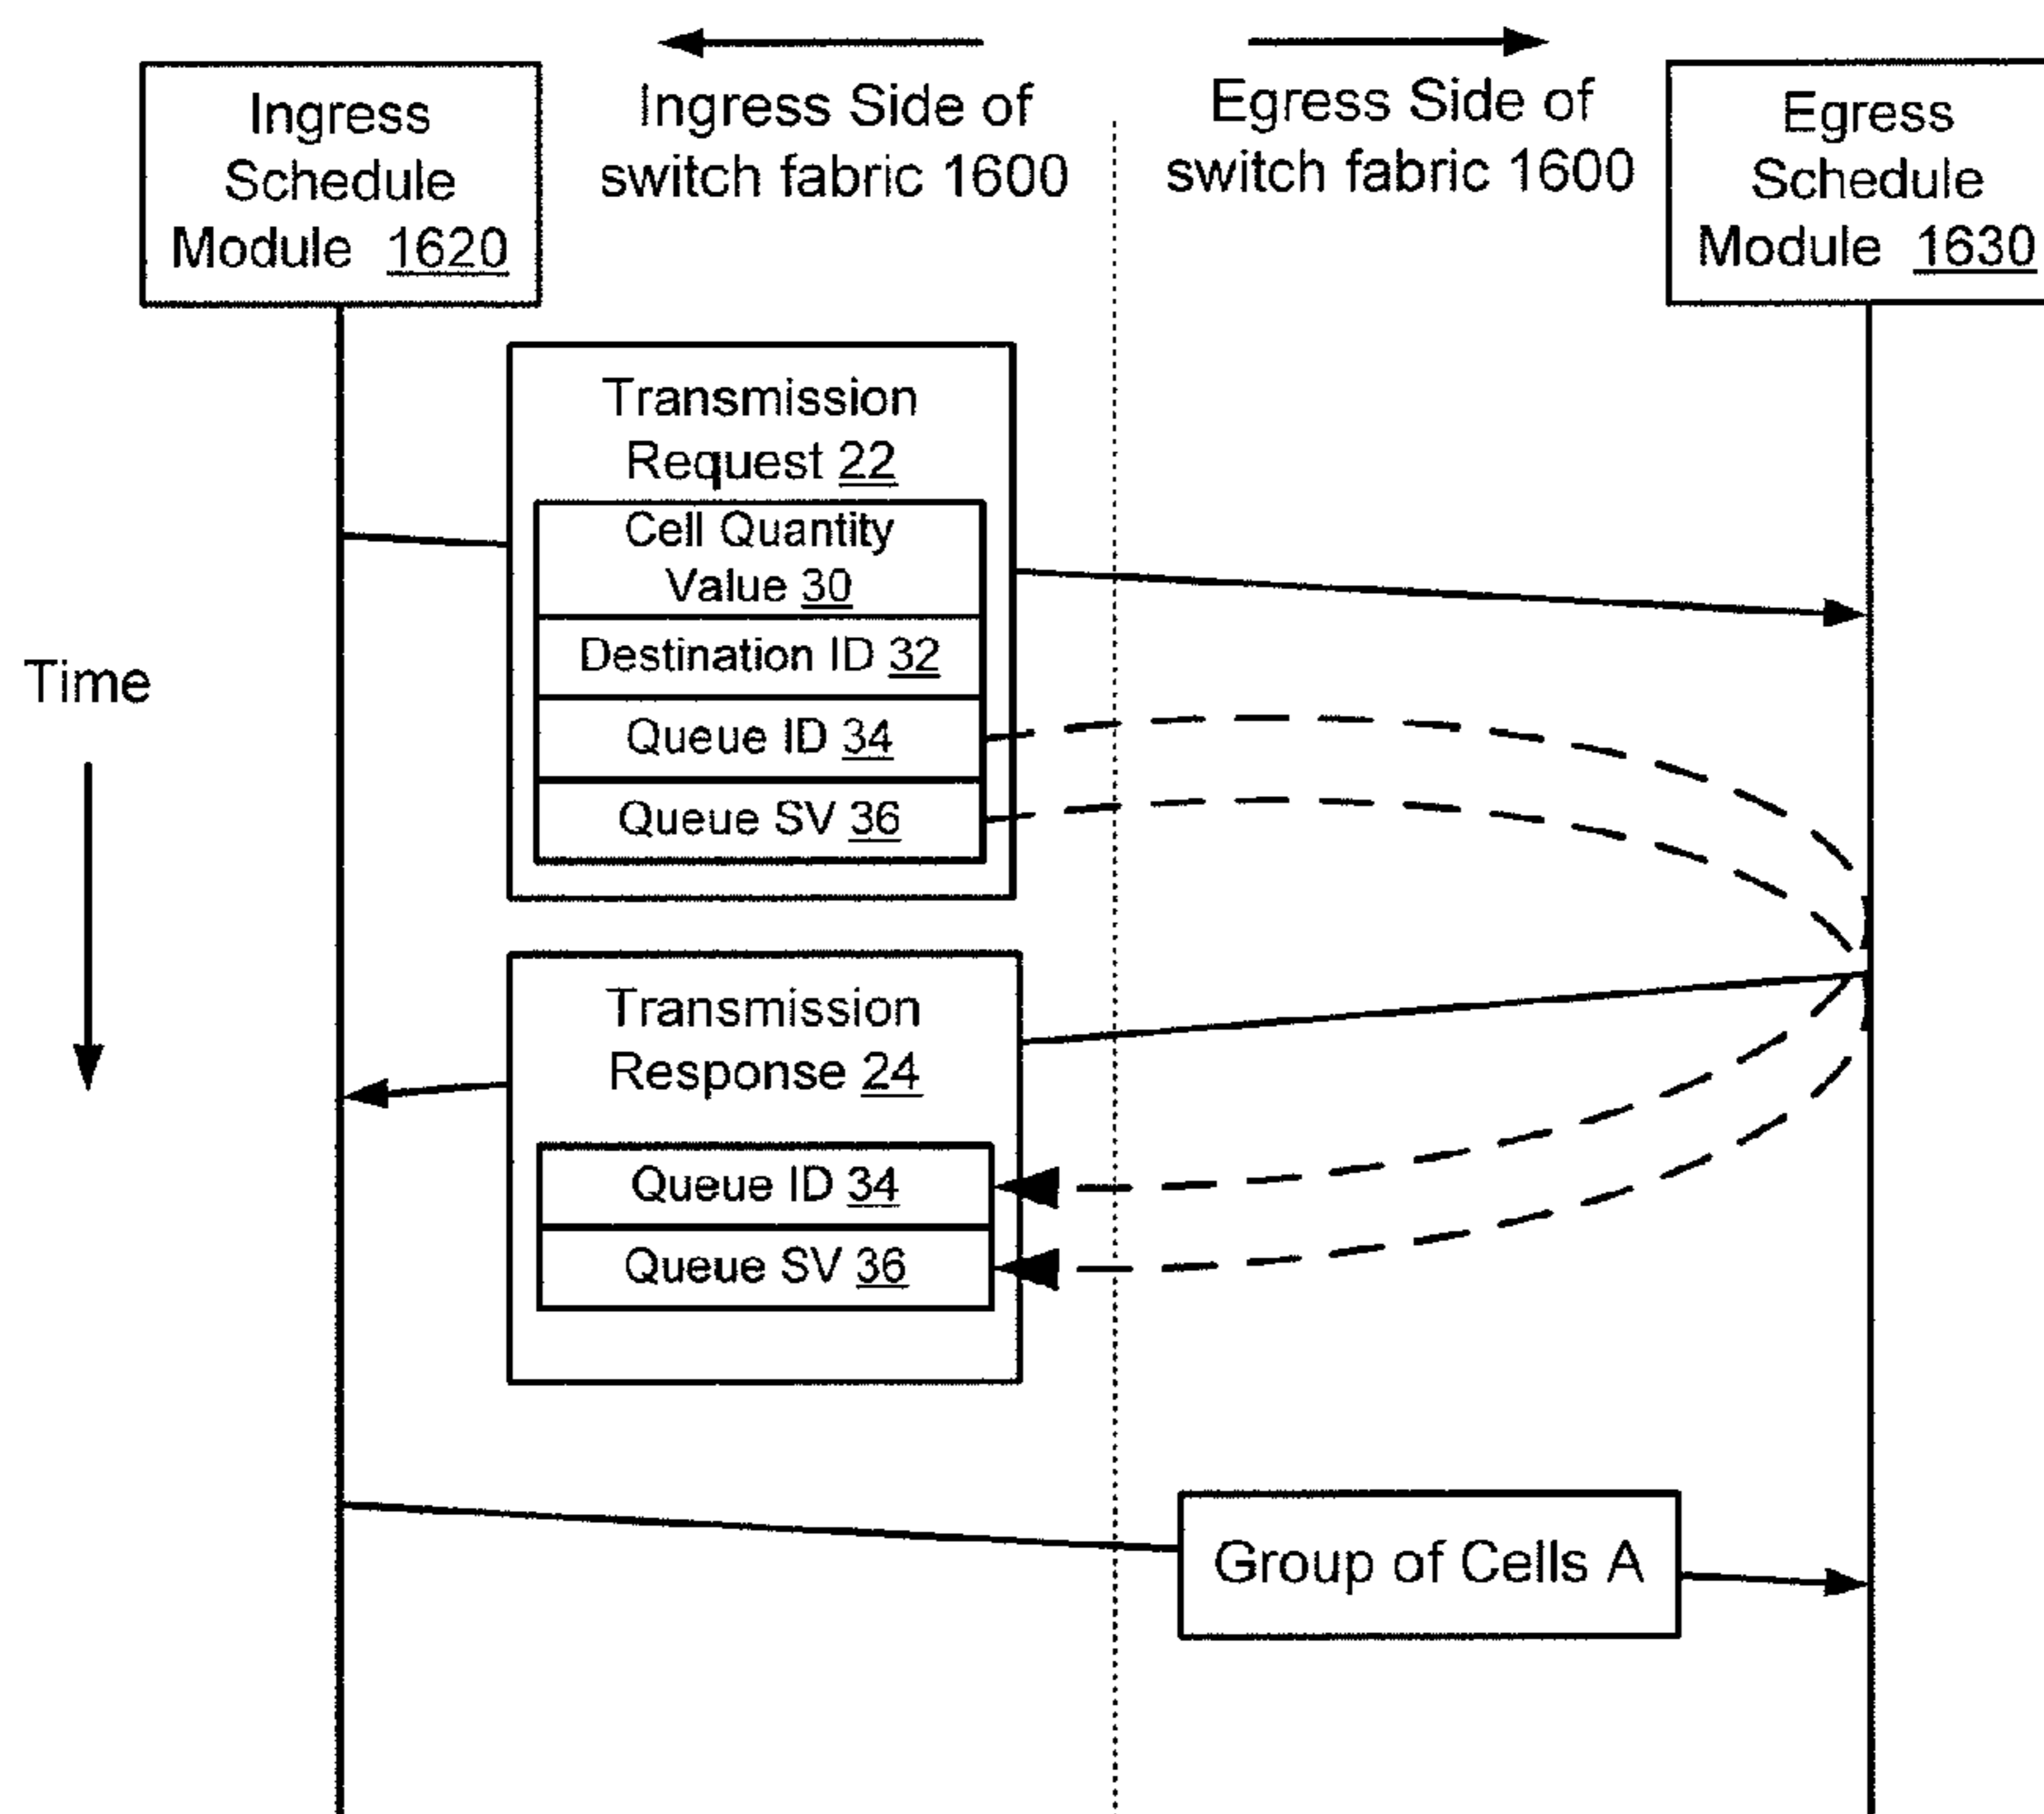 Ingress
Schedule
Module 1620
Ingress Side of
switch fabric 1600
Egress Side of
switch fabric 1600
Egress
Schedule
Module 1630
Transmission
Request 22
Cell Quantity
Value 30
Destination ID 32
Queue ID 34
Queue SV 36
Time
Transmission
Response 24
Queue ID 34
Queue SV 36
Group of Cells A